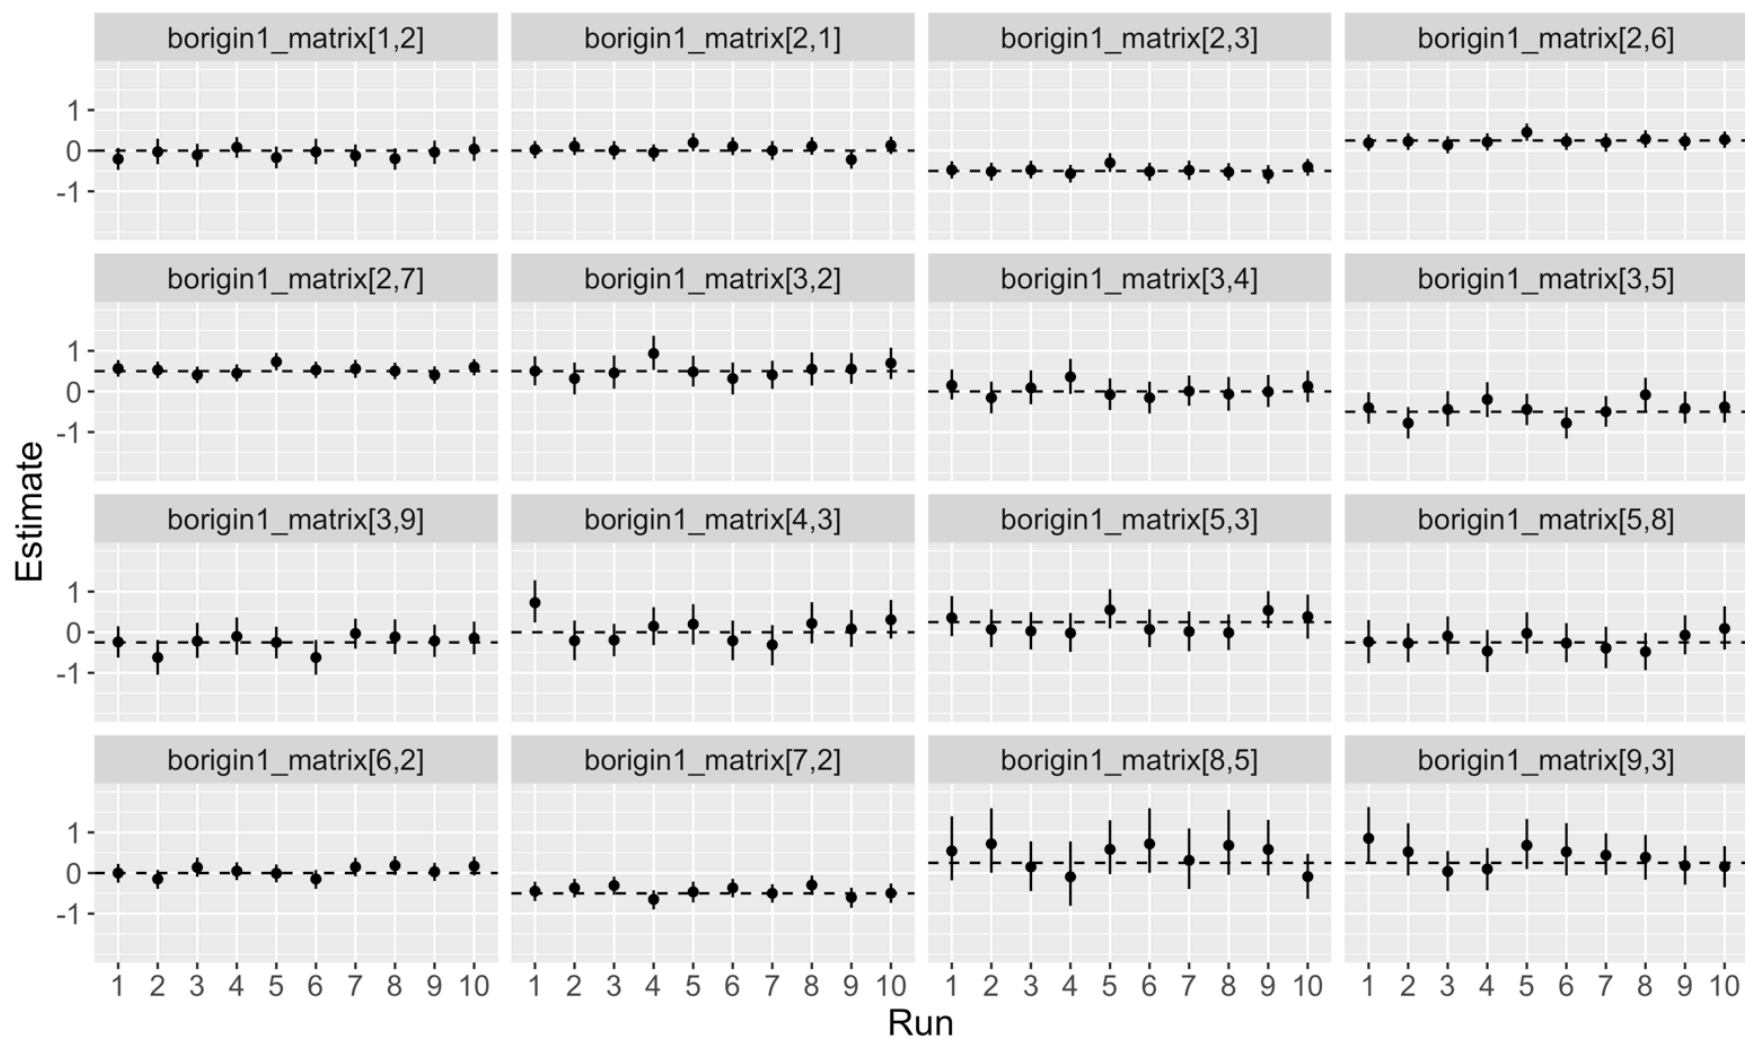 borigin1_matrix[1,2] borigin1_matrix[2,1] borigin1_matrix[2,3] borigin1_matrix[2,6]
1
0
-1
borigin1_matrix[2,7] borigin1_matrix[3,2] borigin1_matrix[3,4] borigin1_matrix[3,5]
1
0
-1
Estimate
borigin1_matrix[3,9] borigin1_matrix[4,3] borigin1_matrix[5,3] borigin1_matrix[5,8]
1
0
-1
borigin1_matrix[6,2] borigin1_matrix[7,2] borigin1_matrix[8,5] borigin1_matrix[9,3]
1
0
-1
1 2 3 4 5 6 7 8 9 10 1 2 3 4 5 6 7 8 9 10 1 2 3 4 5 6 7 8 9 10 1 2 3 4 5 6 7 8 9 10
Run